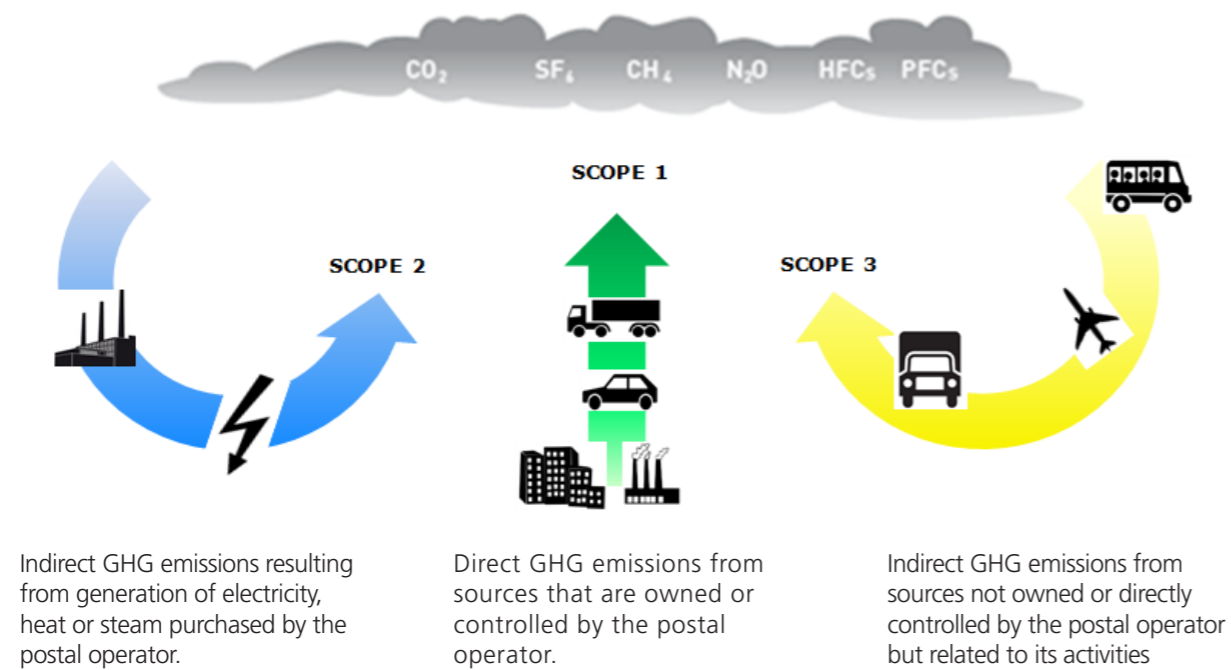 CO₂ SF₆ CH₄ N₂O HFCs PFCs
SCOPE 1
SCOPE 2
SCOPE 3
Indirect GHG emissions resulting
from generation of electricity,
heat or steam purchased by the
postal operator.
Direct GHG emissions from
sources that are owned or
controlled by the postal
operator.
Indirect GHG emissions from
sources not owned or directly
controlled by the postal operator
but related to its activities